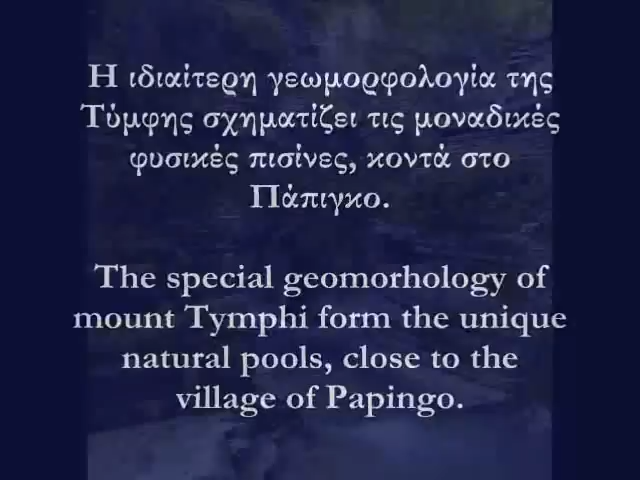 Η ιδιαίτερη γεωμορφολογία της
Τύμφης σχηματίζει τις μοναδικές
φυσικές πισίνες, κοντά στο
Πάπιγκο.
The special geomorhology of
mount Tymphi form the unique
natural pools, close to the
village of Papingo.